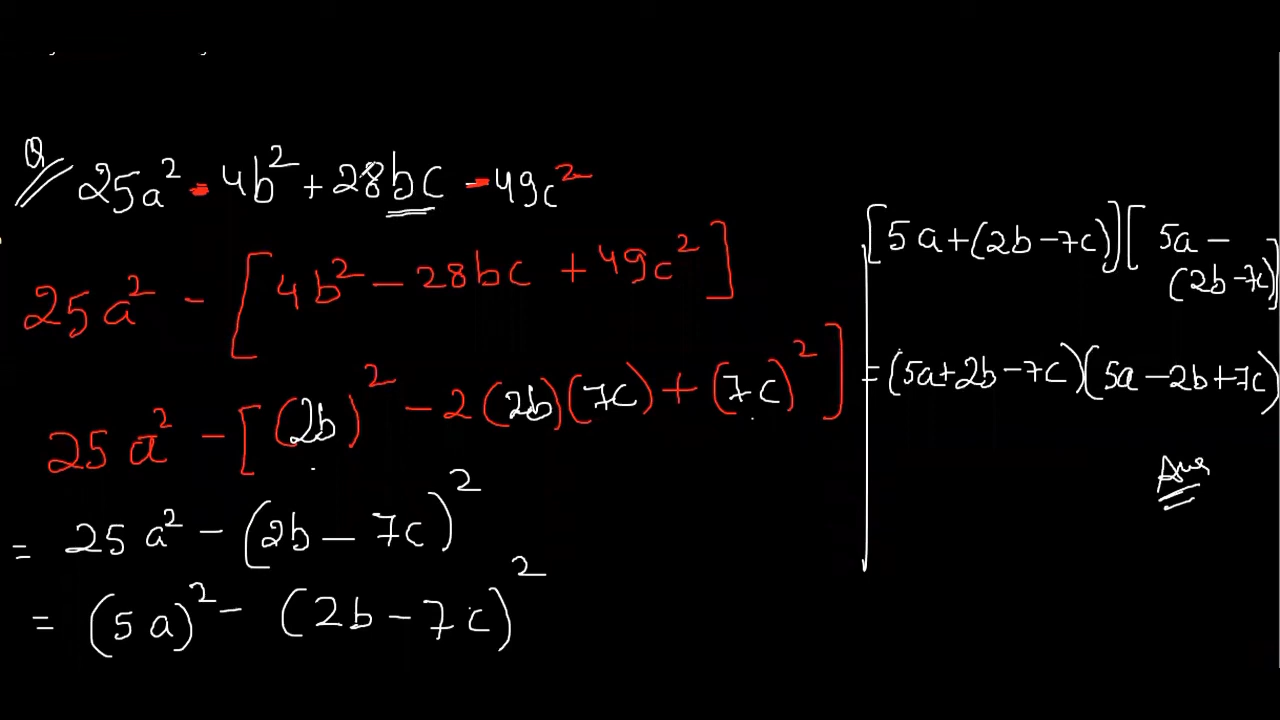 Q 25a² - 4b² + 28bc - 49c²
25a² - [4b² - 28bc + 49c²]
25a² - [(2b)² - 2(2b)(7c) + (7c)²]
= 25a² - (2b - 7c)²
= (5a)² - (2b - 7c)²
[5a + (2b - 7c)][5a -
(2b - 7c)]
= (5a + 2b - 7c)(5a - 2b + 7c)
Ans